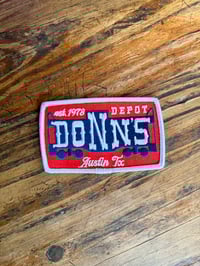 est. 1978 DEPOT
DONN'S
Austin Tx